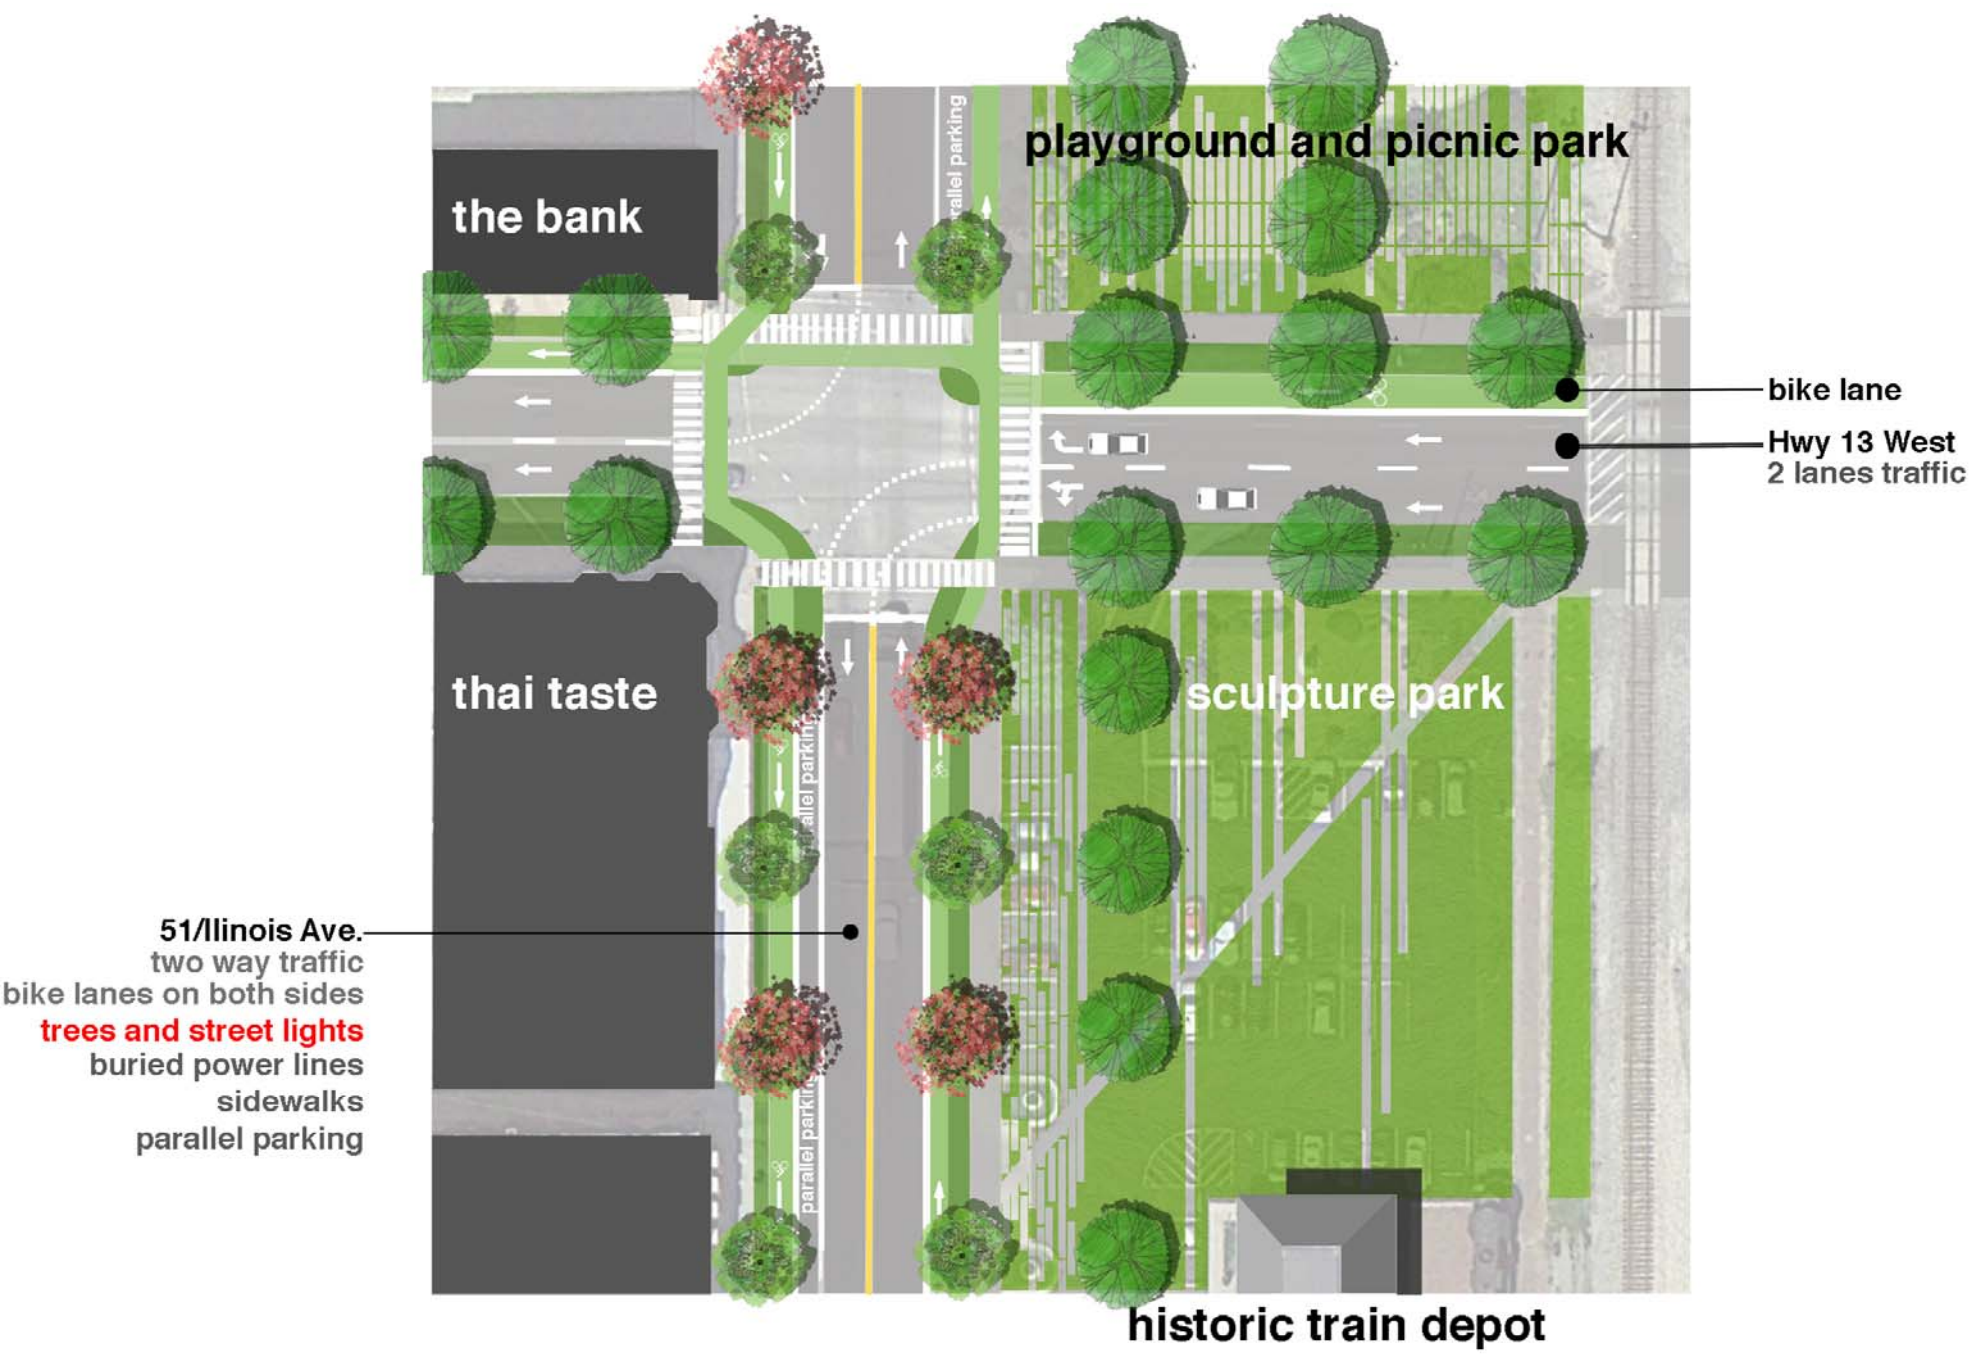 parallel parking
playground and picnic park
the bank
bike lane
Hwy 13 West
2 lanes traffic
thai taste
sculpture park
parallel parking
51/Ilinois Ave.
two way traffic
bike lanes on both sides
trees and street lights
buried power lines
sidewalks
parallel parking
parallel parking
historic train depot